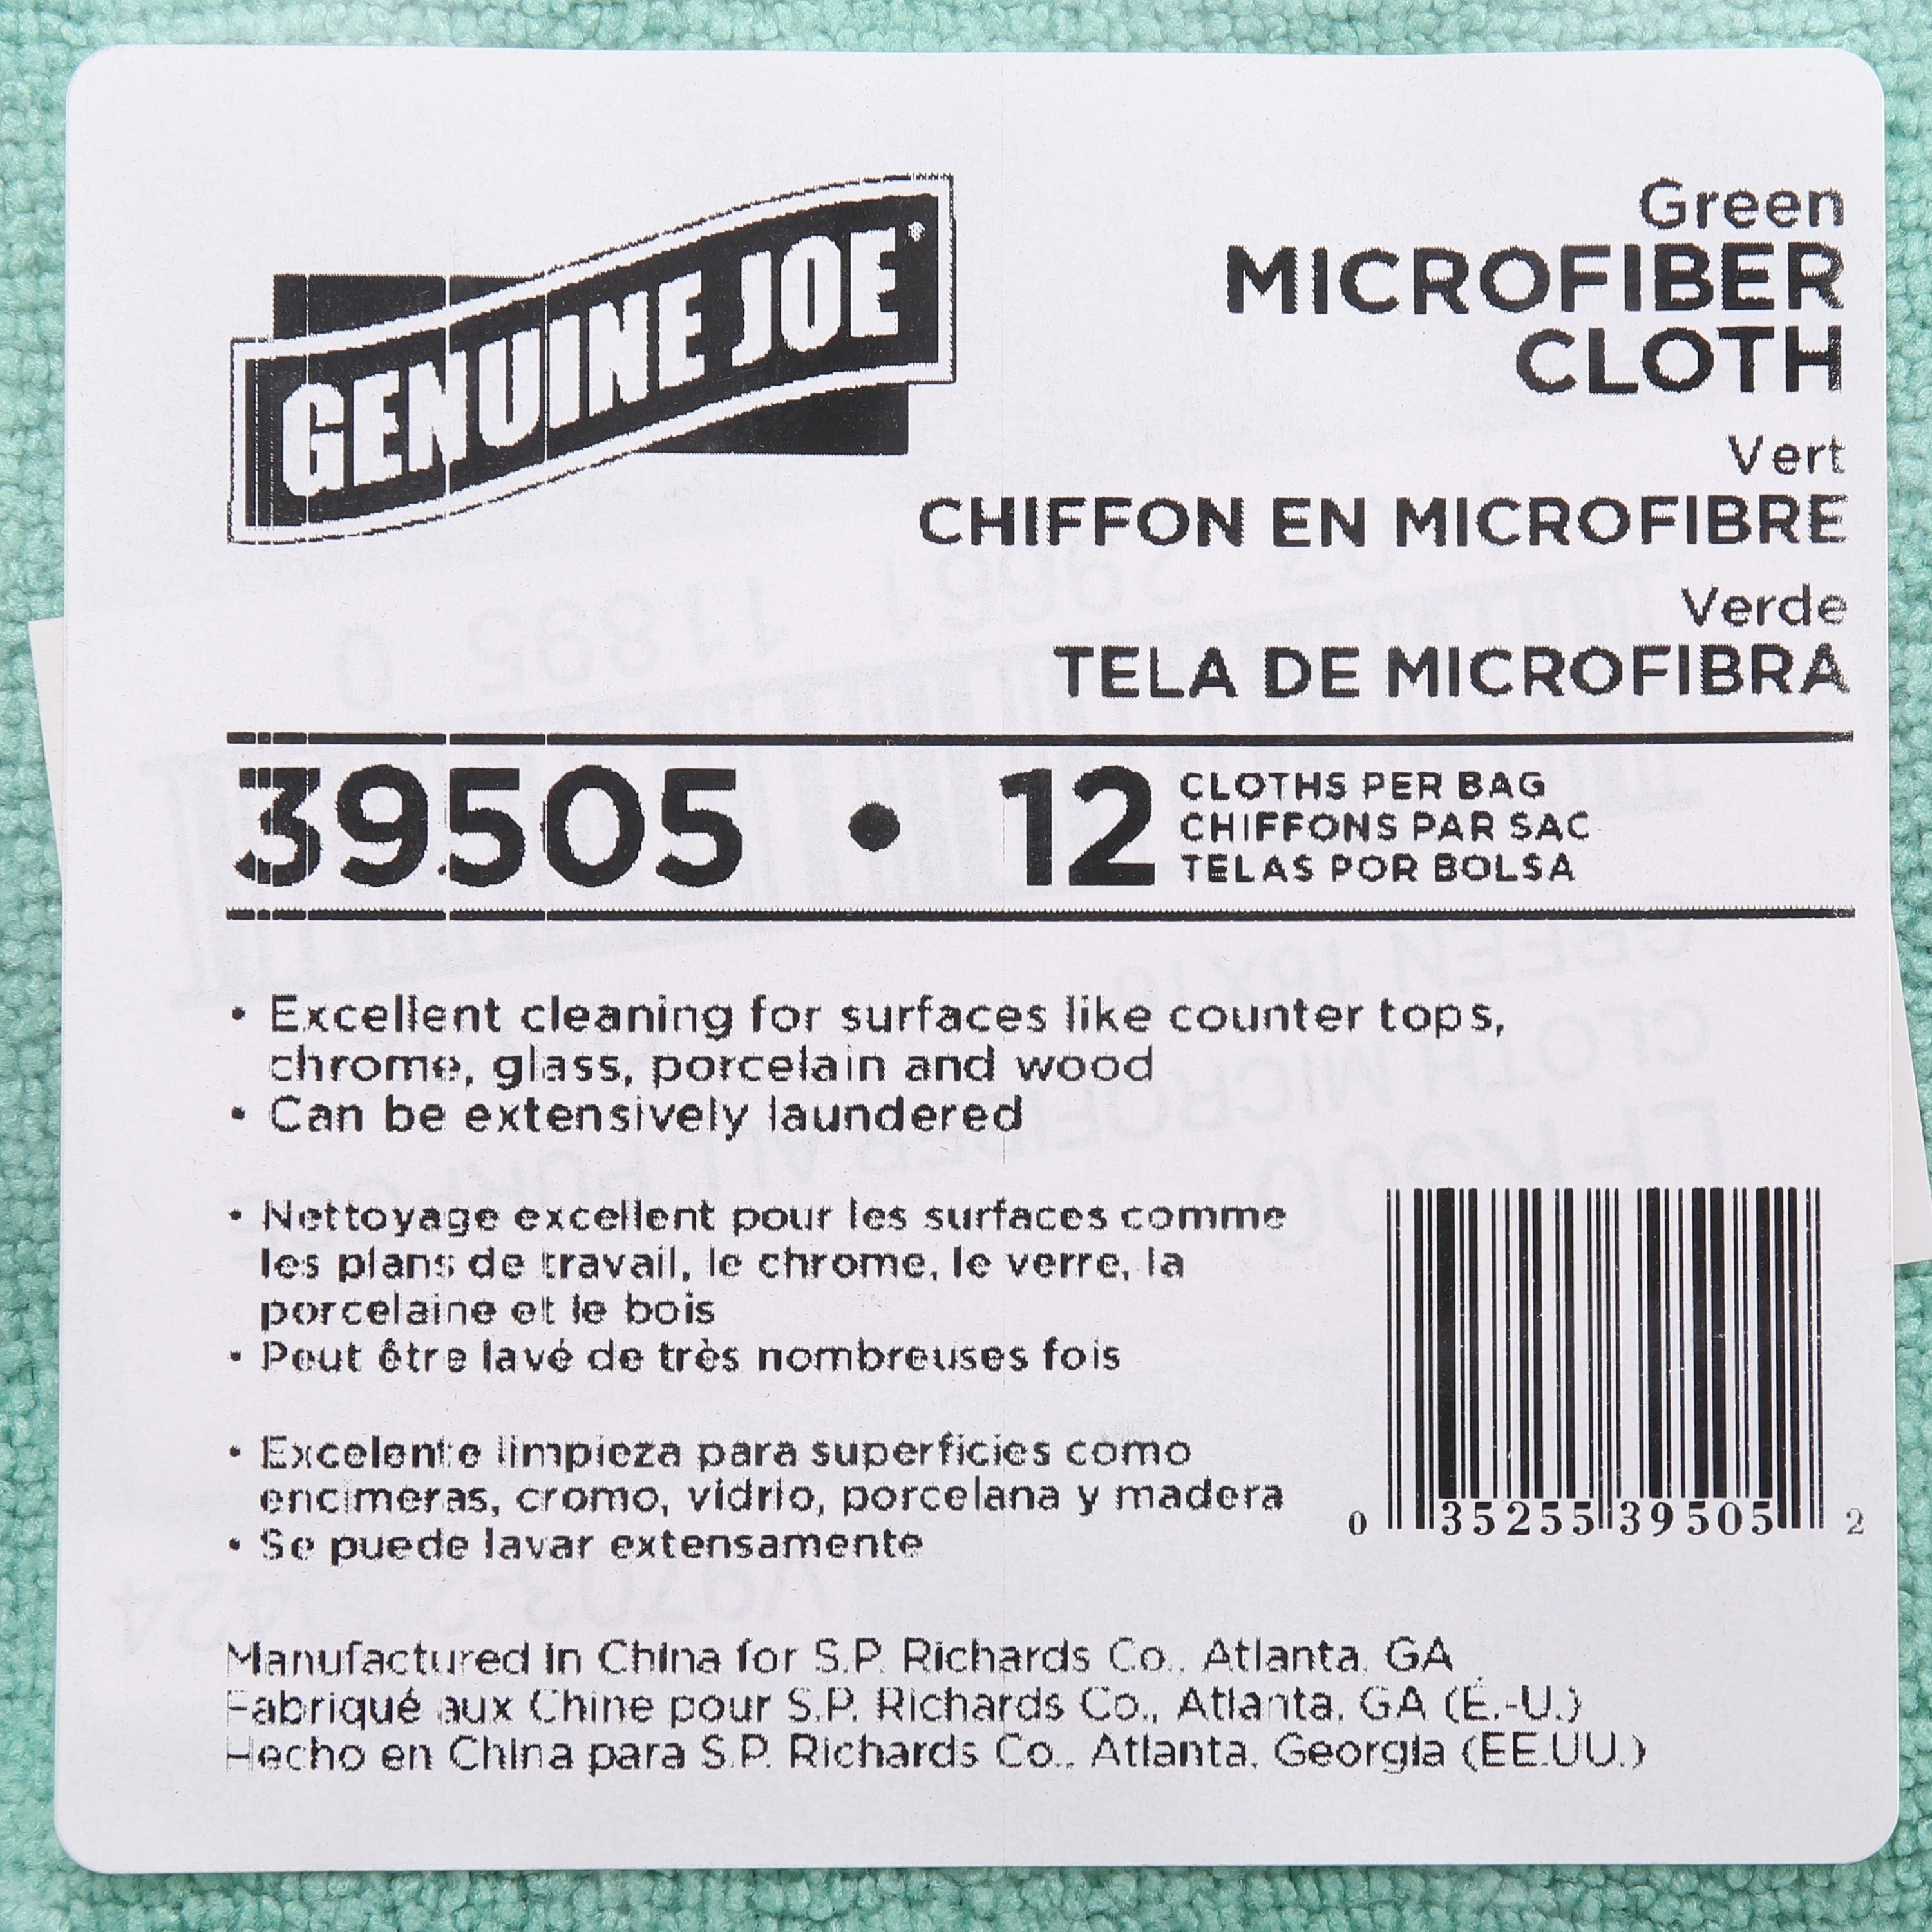 GENUINE JOE®
Green
MICROFIBER
CLOTH
Vert
CHIFFON EN MICROFIBRE
Verde
TELA DE MICROFIBRA
39505 • 12
CLOTHS PER BAG
CHIFFONS PAR SAC
TELAS POR BOLSA
• Excellent cleaning for surfaces like counter tops,
chrome, glass, porcelain and wood
• Can be extensively laundered
• Nettoyage excellent pour les surfaces comme
les plans de travail, le chrome, le verre, la
porcelaine et le bois
• Peut être lavé de très nombreuses fois
• Excelente limpieza para superficies como
encimeras, cromo, vidrio, porcelana y madera
• Se puede lavar extensamente
0 35255 39505 2
Manufactured in China for S.P. Richards Co., Atlanta, GA
Fabriqué aux Chine pour S.P. Richards Co., Atlanta, GA (É.-U.)
Hecho en China para S.P. Richards Co., Atlanta, Georgia (EE.UU.)